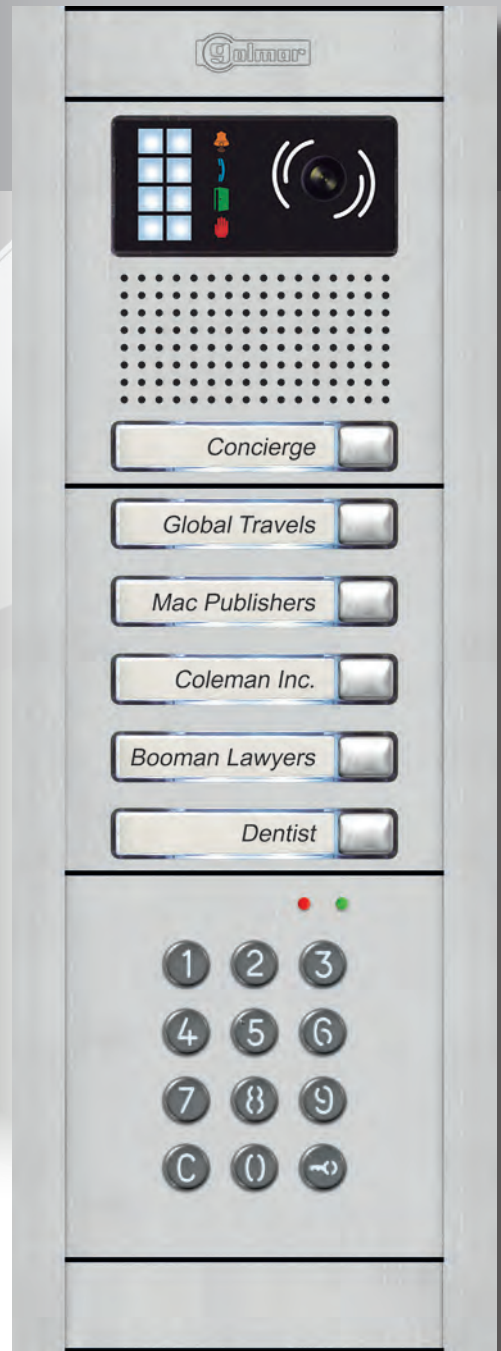 Golmar
Concierge
Global Travels
Mac Publishers
Coleman Inc.
Booman Lawyers
Dentist
1 2 3
4 5 6
7 8 9
C 0